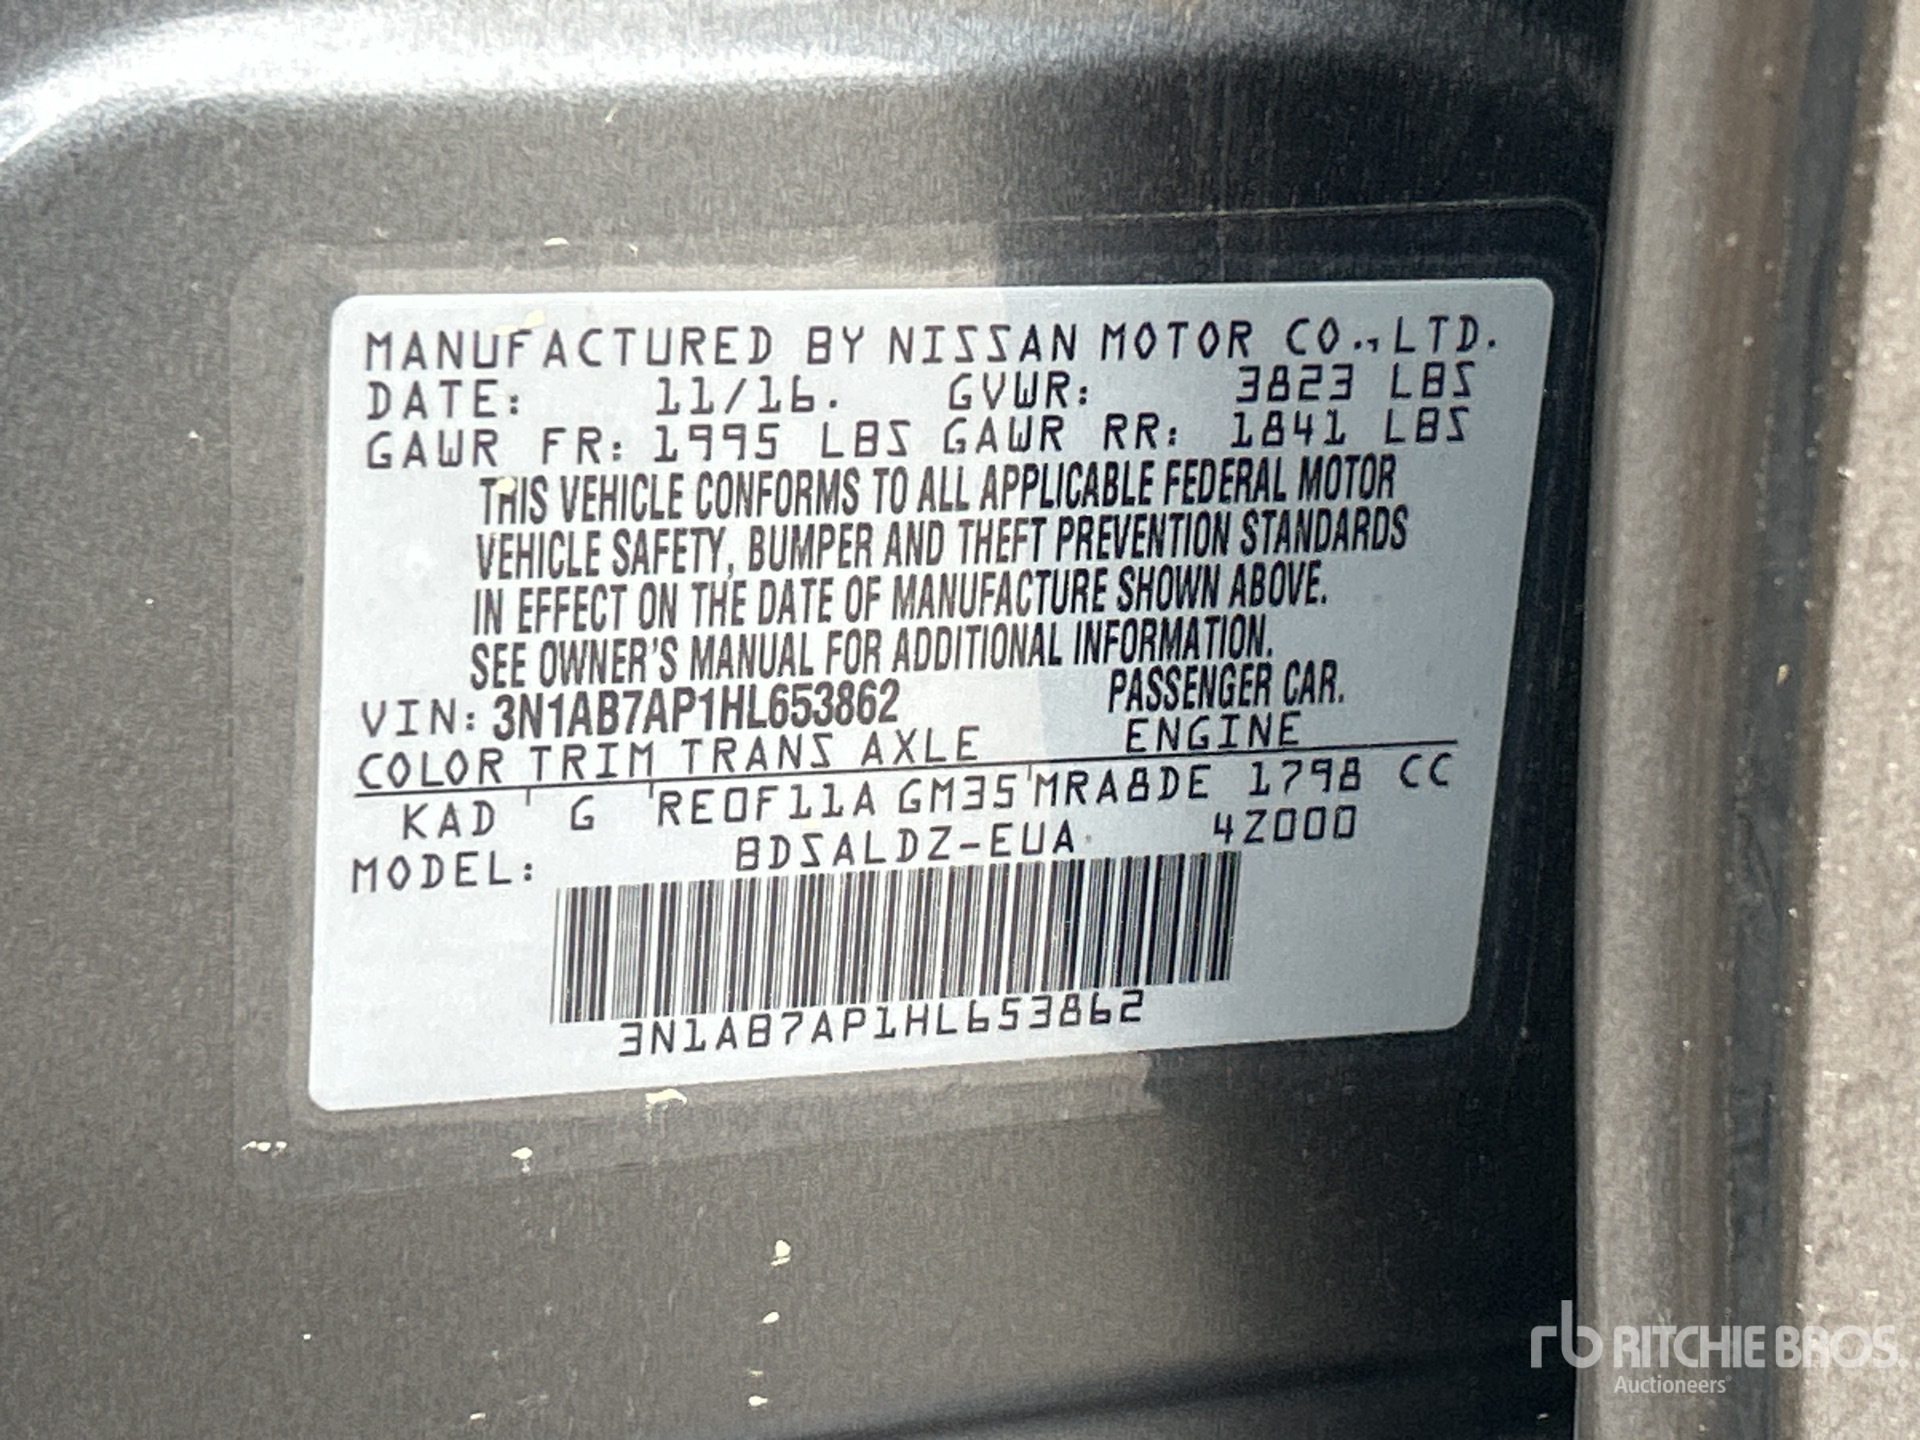 MANUFACTURED BY NISSAN MOTOR CO., LTD.
DATE: 11/16. GVWR: 3823 LBS
GAWR FR: 1995 LBS GAWR RR: 1841 LBS
THIS VEHICLE CONFORMS TO ALL APPLICABLE FEDERAL MOTOR
VEHICLE SAFETY, BUMPER AND THEFT PREVENTION STANDARDS
IN EFFECT ON THE DATE OF MANUFACTURE SHOWN ABOVE.
SEE OWNER'S MANUAL FOR ADDITIONAL INFORMATION.
VIN: 3N1AB7AP1HL653862 PASSENGER CAR.
COLOR TRIM TRANS AXLE ENGINE
KAD G RE0F11A GM35 MRA8DE 1798 CC
MODEL: BDSALDZ-EUA 4Z000
3N1AB7AP1HL653862
rb RITCHIE BROS.
Auctioneers